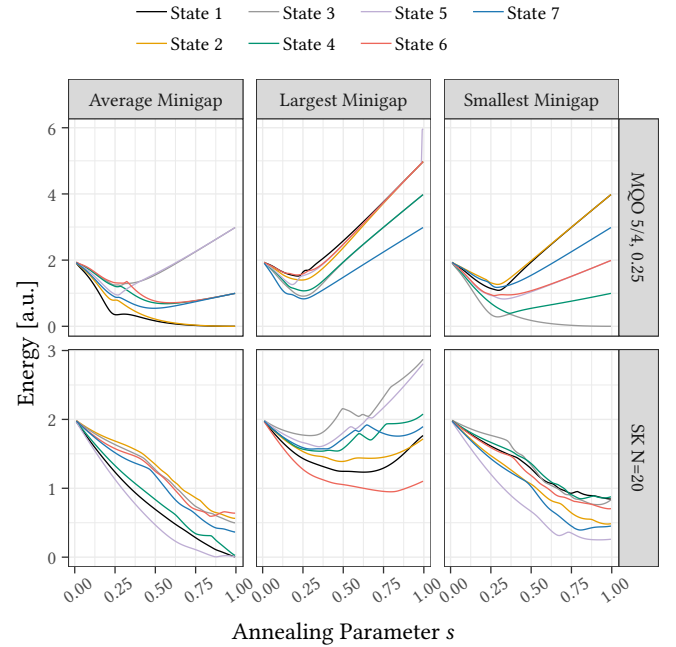 State 1 State 3 State 5 State 7
State 2 State 4 State 6
Average Minigap Largest Minigap Smallest Minigap
6
4
2
0
MQO 5/4, 0.25
3
2
1
0
SK N=20
Energy [a.u.]
0.00 0.25 0.50 0.75 1.00 0.00 0.25 0.50 0.75 1.00 0.00 0.25 0.50 0.75 1.00
Annealing Parameter s